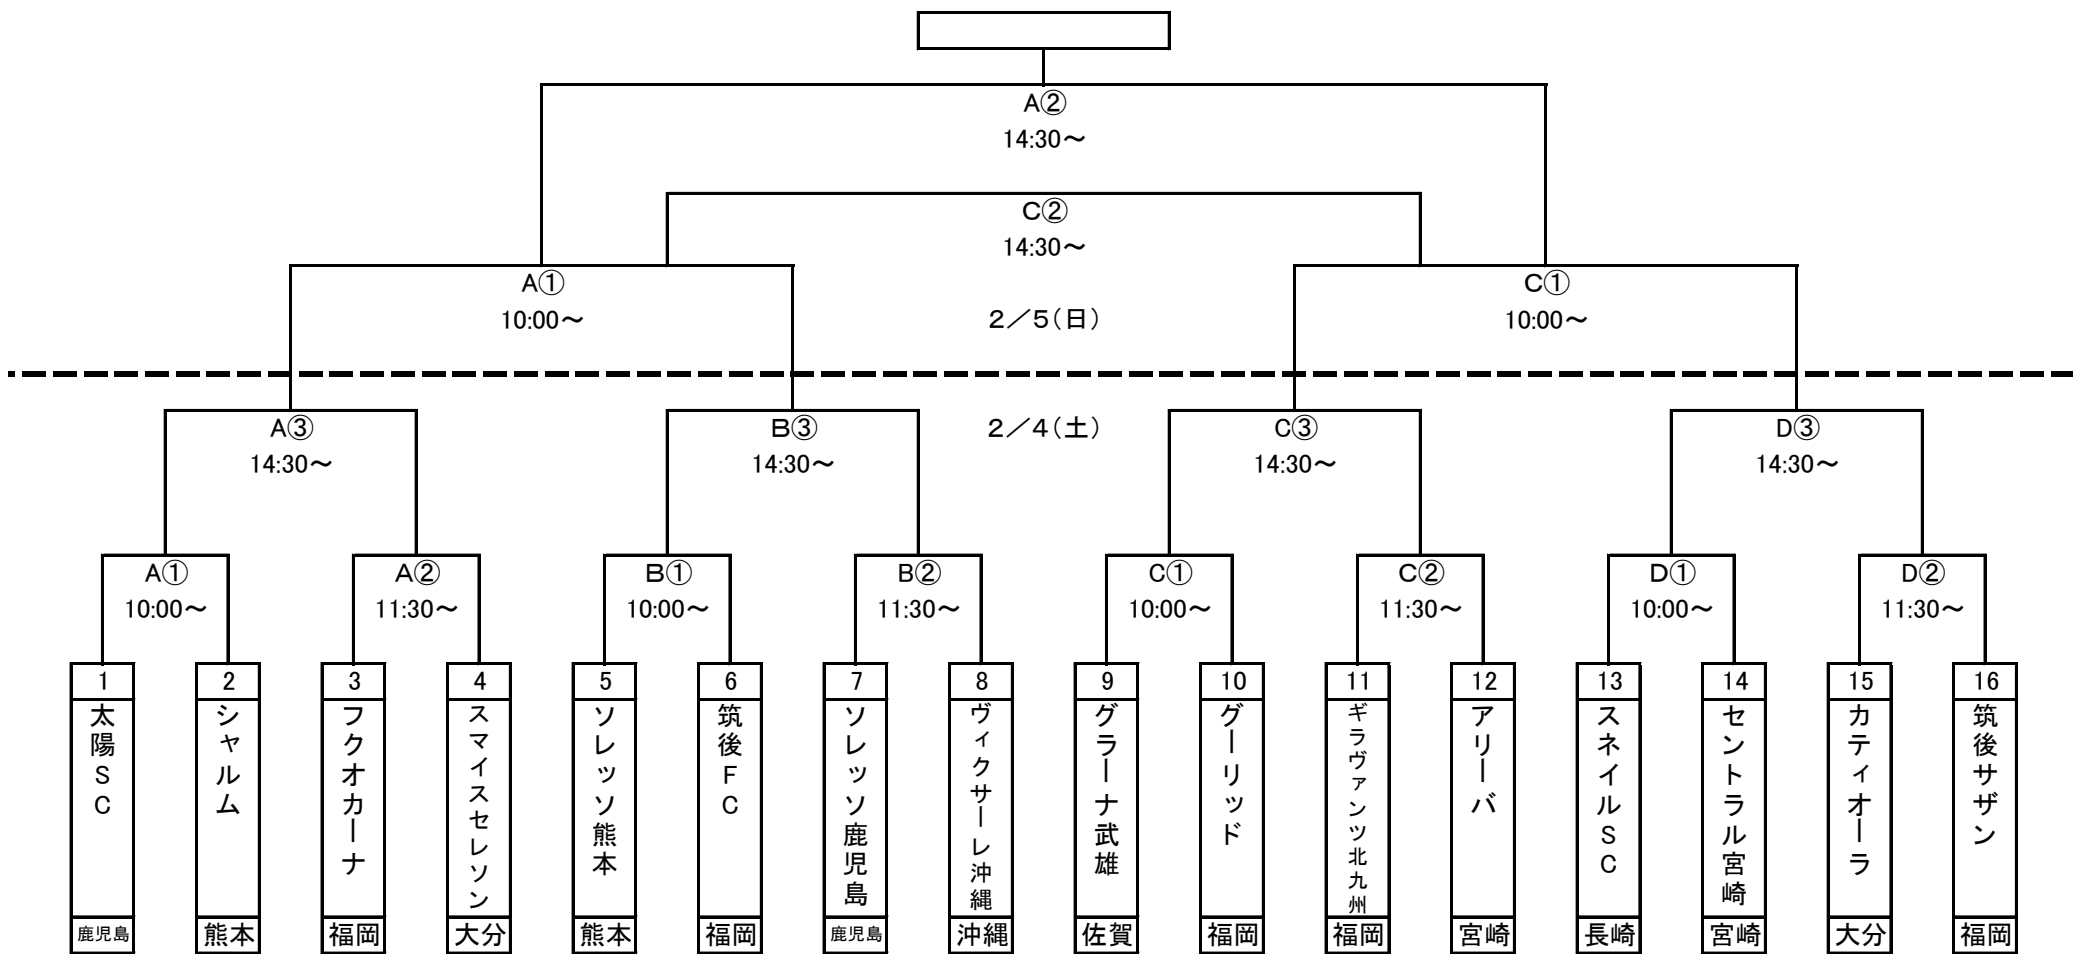 A②
14:30～
C②
14:30～
A①
10:00～
2／5(日)
C①
10:00～
A③
14:30～
B③
14:30～
2／4(土)
C③
14:30～
D③
14:30～
A①
10:00～
A②
11:30～
B①
10:00～
B②
11:30～
C①
10:00～
C②
11:30～
D①
10:00～
D②
11:30～
1
太陽SC
鹿児島
2
シャルム
熊本
3
フクオカーナ
福岡
4
スマイスセレソン
大分
5
ソレッソ熊本
熊本
6
筑後FC
福岡
7
ソレッソ鹿児島
鹿児島
8
ヴィクサーレ沖縄
沖縄
9
グラーナ武雄
佐賀
10
グーリッド
福岡
11
ギラヴァンツ北九州
福岡
12
アリーバ
宮崎
13
スネイルSC
長崎
14
セントラル宮崎
宮崎
15
カティオーラ
大分
16
筑後サザン
福岡